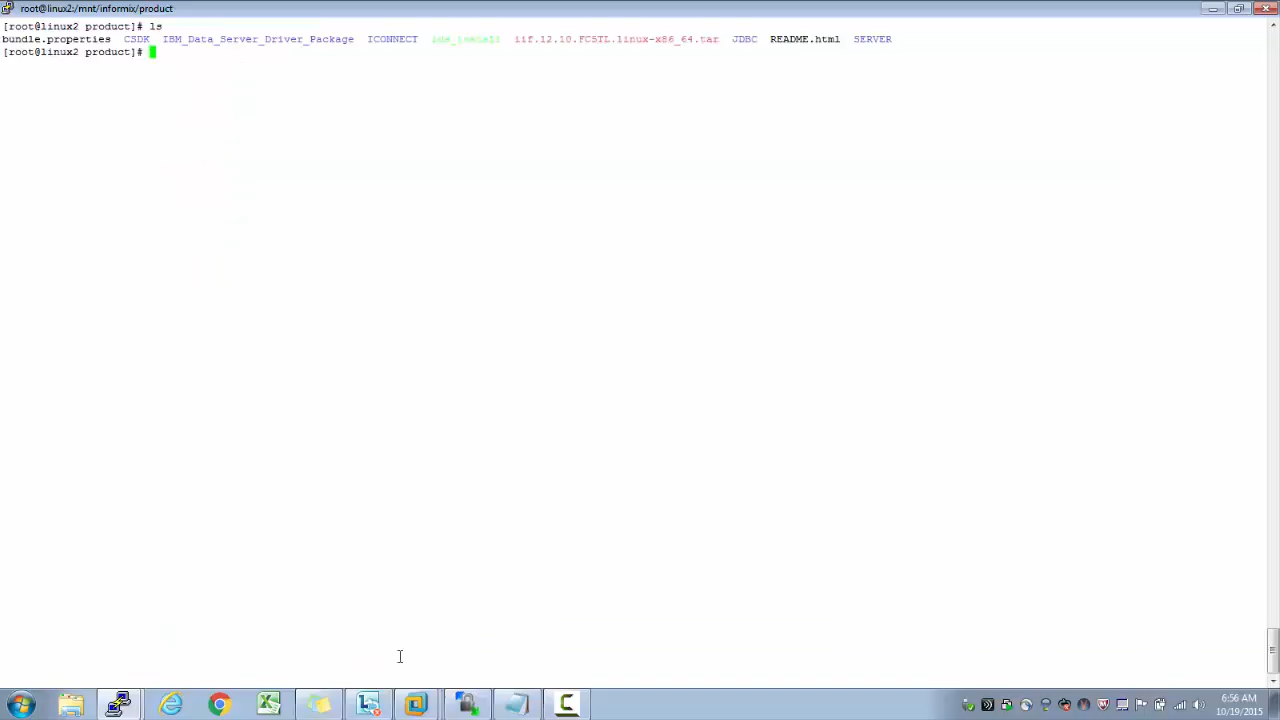 root@linux2:/mnt/informix/product
[root@linux2 product]# ls
bundle.properties CSDK IBM_Data_Server_Driver_Package ICONNECT ids_install iif.12.10.FC5TL.linux-x86_64.tar JDBC README.html SERVER
[root@linux2 product]#
6:56 AM
10/19/2015